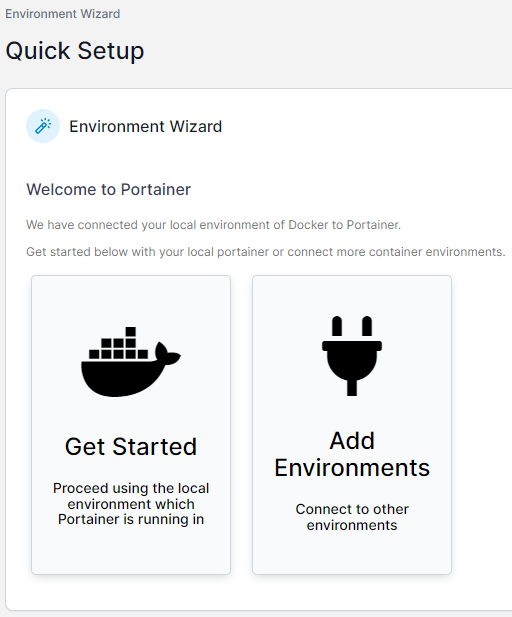 Environment Wizard
Quick Setup
Environment Wizard
Welcome to Portainer
We have connected your local environment of Docker to Portainer.
Get started below with your local portainer or connect more container environments.
Get Started
Proceed using the local
environment which
Portainer is running in
Add
Environments
Connect to other
environments